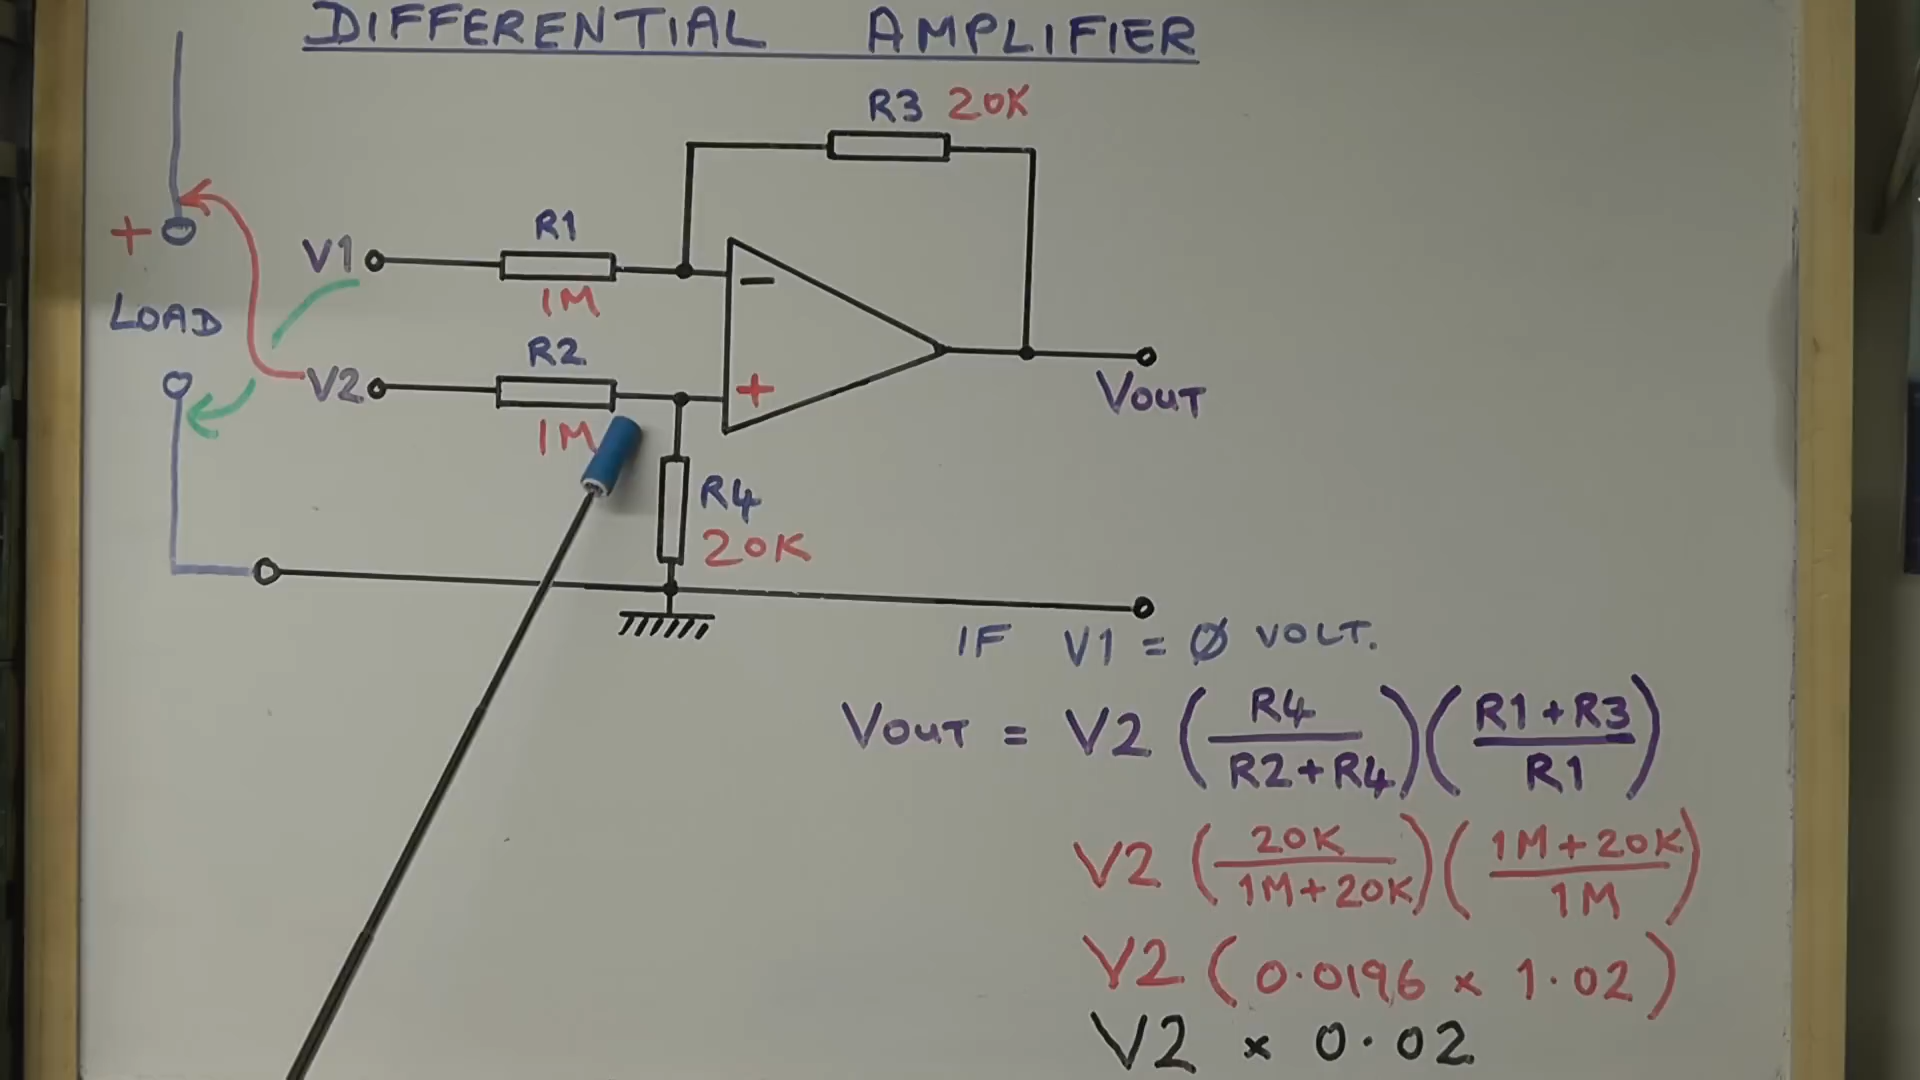 DIFFERENTIAL AMPLIFIER
R3 20K
+
R1
V1
1M
-
LOAD
R2
V2
1M
+
VOUT
R4
20K
IF V1 = Ø VOLT.
VOUT = V2 (R4 / R2+R4) (R1+R3 / R1)
V2 (20K / 1M+20K) (1M+20K / 1M)
V2 (0.0196 x 1.02)
V2 x 0.02